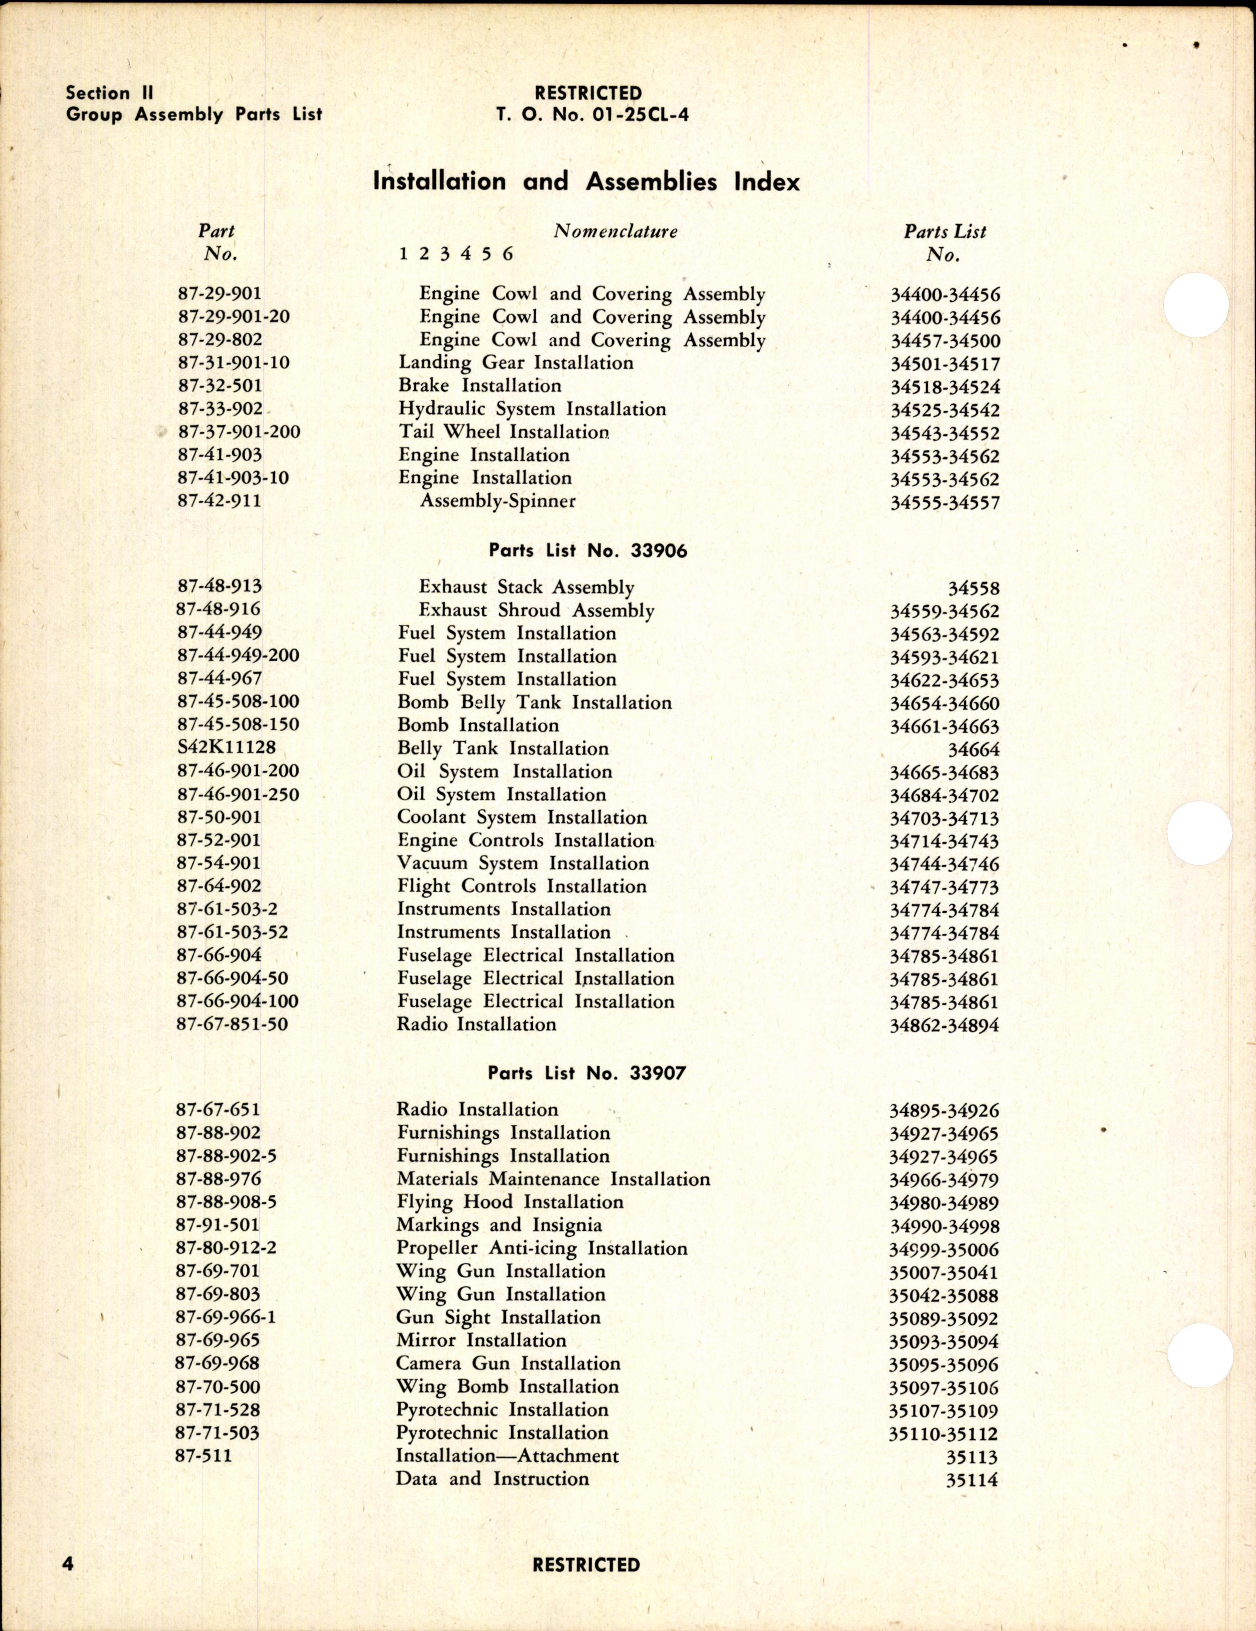 Section II
Group Assembly Parts List
RESTRICTED
T. O. No. 01-25CL-4
Installation and Assemblies Index
Part No. Nomenclature Parts List No.
1 2 3 4 5 6
87-29-901 Engine Cowl and Covering Assembly 34400-34456
87-29-901-20 Engine Cowl and Covering Assembly 34400-34456
87-29-802 Engine Cowl and Covering Assembly 34457-34500
87-31-901-10 Landing Gear Installation 34501-34517
87-32-501 Brake Installation 34518-34524
87-33-902 Hydraulic System Installation 34525-34542
87-37-901-200 Tail Wheel Installation 34543-34552
87-41-903 Engine Installation 34553-34562
87-41-903-10 Engine Installation 34553-34562
87-42-911 Assembly-Spinner 34555-34557
Parts List No. 33906
87-48-913 Exhaust Stack Assembly 34558
87-48-916 Exhaust Shroud Assembly 34559-34562
87-44-949 Fuel System Installation 34563-34592
87-44-949-200 Fuel System Installation 34593-34621
87-44-967 Fuel System Installation 34622-34653
87-45-508-100 Bomb Belly Tank Installation 34654-34660
87-45-508-150 Bomb Installation 34661-34663
S42K11128 Belly Tank Installation 34664
87-46-901-200 Oil System Installation 34665-34683
87-46-901-250 Oil System Installation 34684-34702
87-50-901 Coolant System Installation 34703-34713
87-52-901 Engine Controls Installation 34714-34743
87-54-901 Vacuum System Installation 34744-34746
87-64-902 Flight Controls Installation 34747-34773
87-61-503-2 Instruments Installation 34774-34784
87-61-503-52 Instruments Installation 34774-34784
87-66-904 Fuselage Electrical Installation 34785-34861
87-66-904-50 Fuselage Electrical Installation 34785-34861
87-66-904-100 Fuselage Electrical Installation 34785-34861
87-67-851-50 Radio Installation 34862-34894
Parts List No. 33907
87-67-651 Radio Installation 34895-34926
87-88-902 Furnishings Installation 34927-34965
87-88-902-5 Furnishings Installation 34927-34965
87-88-976 Materials Maintenance Installation 34966-34979
87-88-908-5 Flying Hood Installation 34980-34989
87-91-501 Markings and Insignia 34990-34998
87-80-912-2 Propeller Anti-icing Installation 34999-35006
87-69-701 Wing Gun Installation 35007-35041
87-69-803 Wing Gun Installation 35042-35088
87-69-966-1 Gun Sight Installation 35089-35092
87-69-965 Mirror Installation 35093-35094
87-69-968 Camera Gun Installation 35095-35096
87-70-500 Wing Bomb Installation 35097-35106
87-71-528 Pyrotechnic Installation 35107-35109
87-71-503 Pyrotechnic Installation 35110-35112
87-511 Installation—Attachment 35113
Data and Instruction 35114
4 RESTRICTED